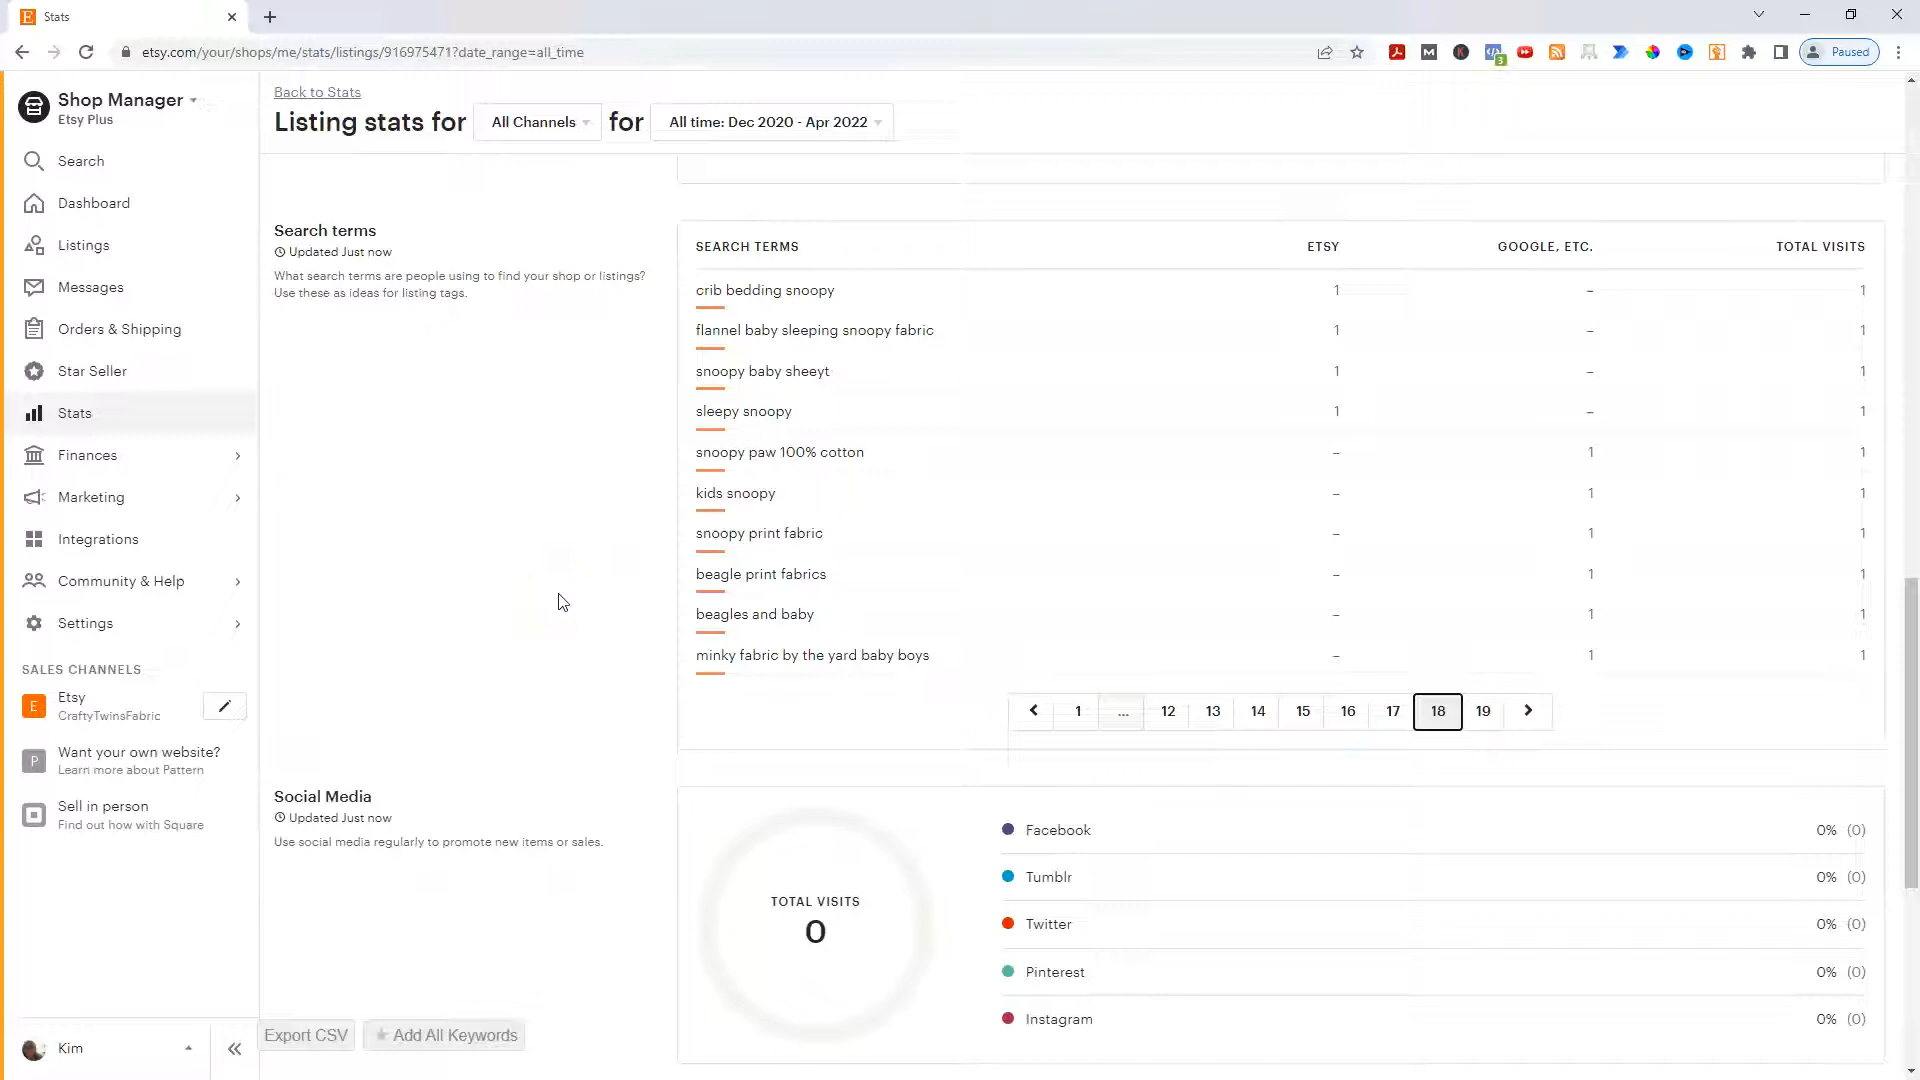 Stats
etsy.com/your/shops/me/stats/listings/916975471?date_range=all_time
3
Paused
Shop Manager
Etsy Plus
Search
Dashboard
Listings
Messages
Orders & Shipping
Star Seller
Stats
Finances
Marketing
Integrations
Community & Help
Settings
SALES CHANNELS
E
Etsy
CraftyTwinsFabric
P
Want your own website?
Learn more about Pattern
Sell in person
Find out how with Square
Kim
Back to Stats
Listing stats for All Channels for All time: Dec 2020 - Apr 2022
Search terms
Updated Just now
What search terms are people using to find your shop or listings?
Use these as ideas for listing tags.
SEARCH TERMS ETSY GOOGLE, ETC. TOTAL VISITS
crib bedding snoopy 1 – 1
flannel baby sleeping snoopy fabric 1 – 1
snoopy baby sheeyt 1 – 1
sleepy snoopy 1 – 1
snoopy paw 100% cotton – 1 1
kids snoopy – 1 1
snoopy print fabric – 1 1
beagle print fabrics – 1 1
beagles and baby – 1 1
minky fabric by the yard baby boys – 1 1
1 ... 12 13 14 15 16 17 18 19
Social Media
Updated Just now
Use social media regularly to promote new items or sales.
TOTAL VISITS
0
Facebook 0% (0)
Tumblr 0% (0)
Twitter 0% (0)
Pinterest 0% (0)
Instagram 0% (0)
Export CSV
Add All Keywords